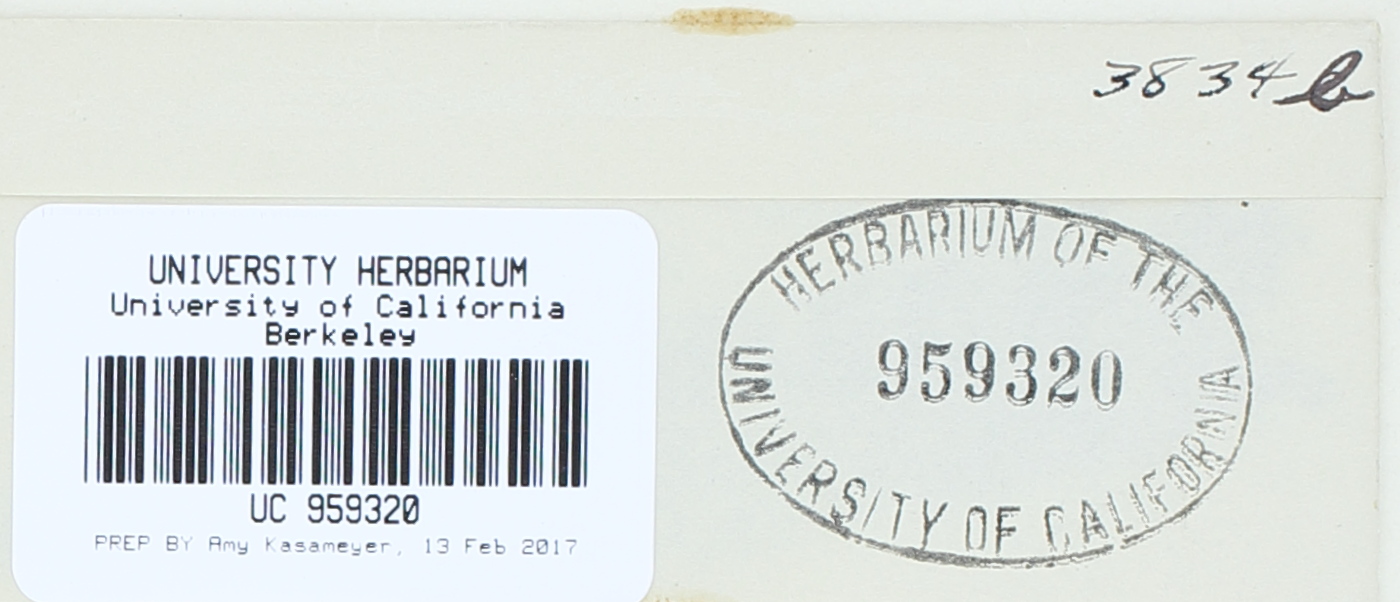 3834b
UNIVERSITY HERBARIUM
University of California
Berkeley
UC 959320
PREP BY Amy Kasameyer, 13 Feb 2017
HERBARIUM OF THE
959320
UNIVERSITY OF CALIFORNIA